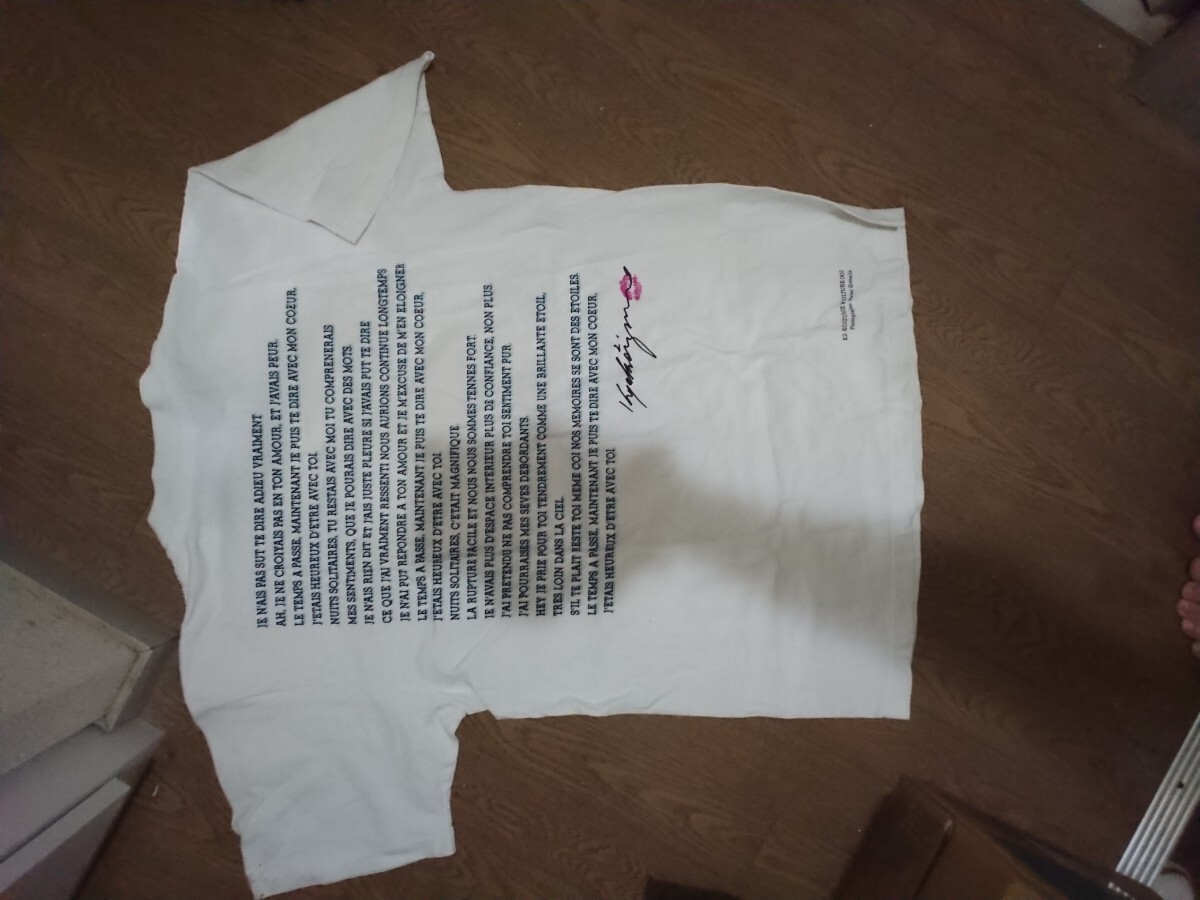 JE N'AIS PAS SUT TE DIRE ADIEU VRAIMENT
AH, JE NE CROIYAIS PAS EN TON AMOUR, ET J'AVAIS PEUR.
LE TEMPS A PASSE, MAINTENANT JE PUIS TE DIRE AVEC MON COEUR,
J'ETAIS HEUREUX D'ETRE AVEC TOI.
NUITS SOLITAIRES, TU RESTAIS AVEC MOI TU COMPRENERAIS
MES SENTIMENTS, QUE JE POURAIS DIRE AVEC DES MOTS.
JE N'AIS RIEN DIT ET J'AIS JUSTE PLEURE SI J'AVAIS PUT TE DIRE
CE QUE J'AI VRAIMENT RESSENTI NOUS AURIONS CONTINUE LONGTEMPS
JE N'AI PUT REPONDRE A TON AMOUR ET JE M'EXCUSE DE M'EN ELOIGNER
LE TEMPS A PASSE, MAINTENANT JE PUIS TE DIRE AVEC MON COEUR,
J'ETAIS HEUREUX D'ETRE AVEC TOI.
NUITS SOLITAIRES, C'ETAIT MAGNIFIQUE.
LA RUPTURE FACILE ET NOUS NOUS SOMMES TENNES FORT.
JE N'AVAIS PLUS D'ESPACE INTERIEUR PLUS DE CONFIANCE, NON PLUS.
J'AI PRETENDU NE PAS COMPRENDRE TOI SENTIMENT PUR.
J'AI POURRAISES MES SEVES DEBORDANTS.
HEY JE PRIE POUR TOI TENDREMENT COMME UNE BRILLANTE ETOIL,
TRES LOIN DANS LA CIEL.
S'IL TE PLAIT RESTE TOI MEME COI NOS MEMOIRES SE SONT DES ETOILES.
LE TEMPS A PASSE, MAINTENANT JE PUIS TE DIRE AVEC MON COEUR,
J'ETAIS HEUREUX D'ETRE AVEC TOI